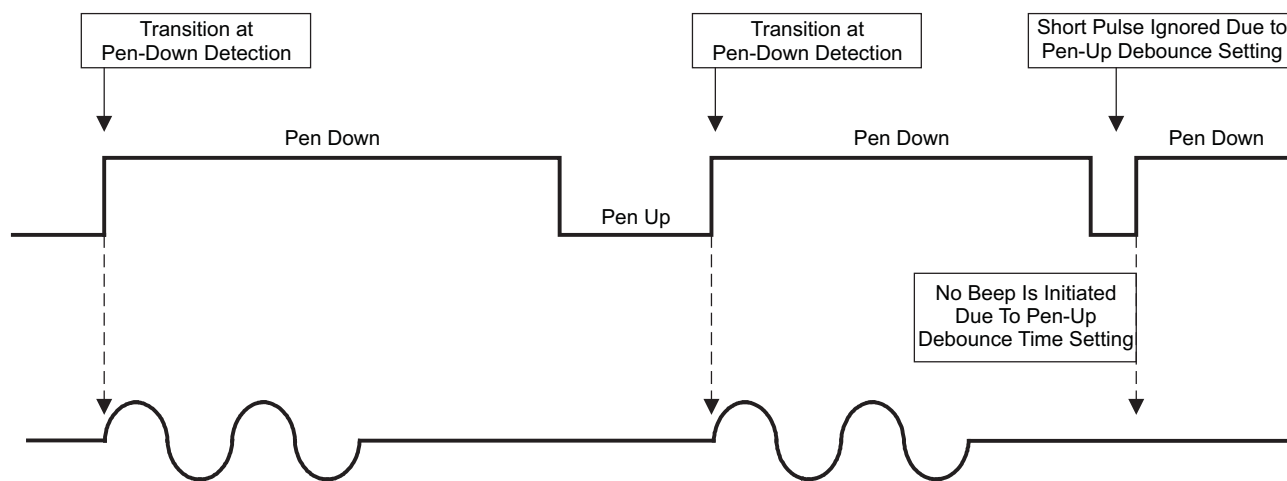 Transition at
Pen-Down Detection
Transition at
Pen-Down Detection
Short Pulse Ignored Due to
Pen-Up Debounce Setting
Pen Down
Pen Down
Pen Down
Pen Up
No Beep Is Initiated
Due To Pen-Up
Debounce Time Setting